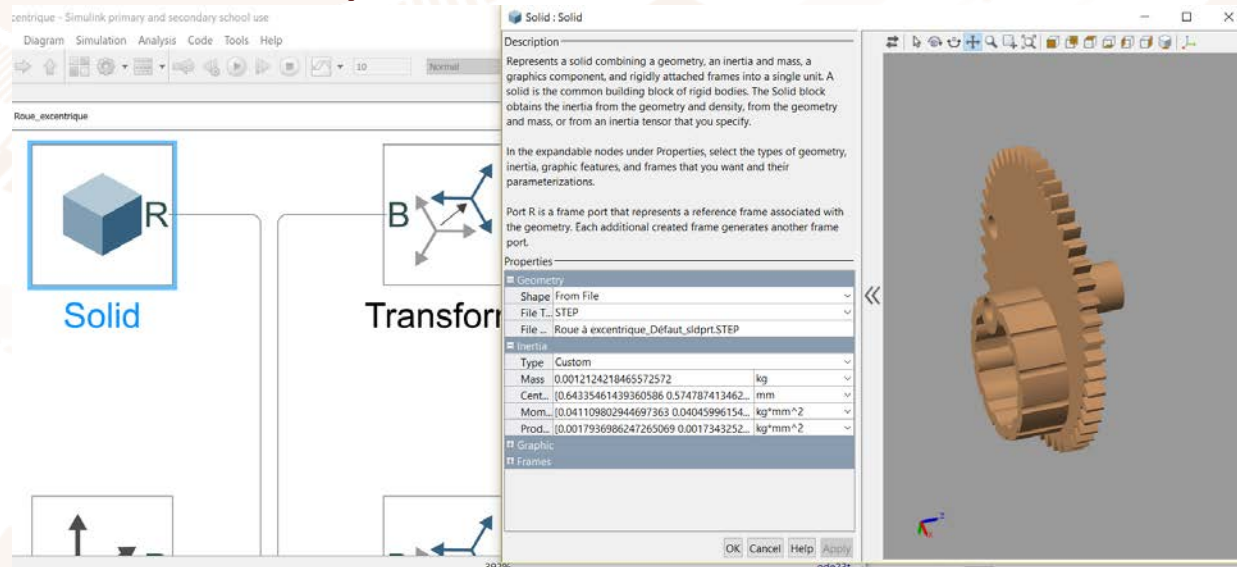 centrique - Simulink primary and secondary school use
Diagram Simulation Analysis Code Tools Help
10 Normal
Roue_excentrique
R
Solid
B
Transfor
Solid : Solid
Description
Represents a solid combining a geometry, an inertia and mass, a
graphics component, and rigidly attached frames into a single unit. A
solid is the common building block of rigid bodies. The Solid block
obtains the inertia from the geometry and density, from the geometry
and mass, or from an inertia tensor that you specify.
In the expandable nodes under Properties, select the types of geometry,
inertia, graphic features, and frames that you want and their
parameterizations.
Port R is a frame port that represents a reference frame associated with
the geometry. Each additional created frame generates another frame
port.
Properties
Geometry
Shape From File
File T... STEP
File ... Roue à excentrique_Défaut_sldprt.STEP
Inertia
Type Custom
Mass 0.0012124218465572572 kg
Cent... [0.64335461439360586 0.574787413462... mm
Mom... [0.041109802944697363 0.04045996154... kg*mm^2
Prod... [0.0017936986247265069 0.0017343252... kg*mm^2
Graphic
Frames
OK Cancel Help Apply